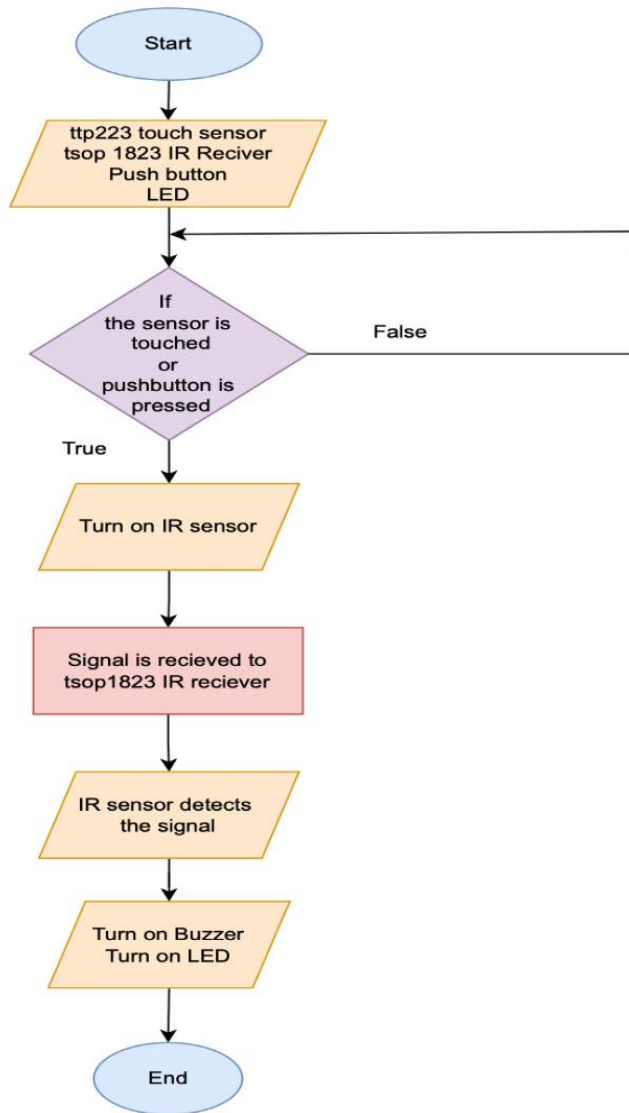 Start
ttp223 touch sensor
tsop 1823 IR Reciver
Push button
LED
If
the sensor is
touched
or
pushbutton is
pressed
False
True
Turn on IR sensor
Signal is recieved to
tsop1823 IR reciever
IR sensor detects
the signal
Turn on Buzzer
Turn on LED
End